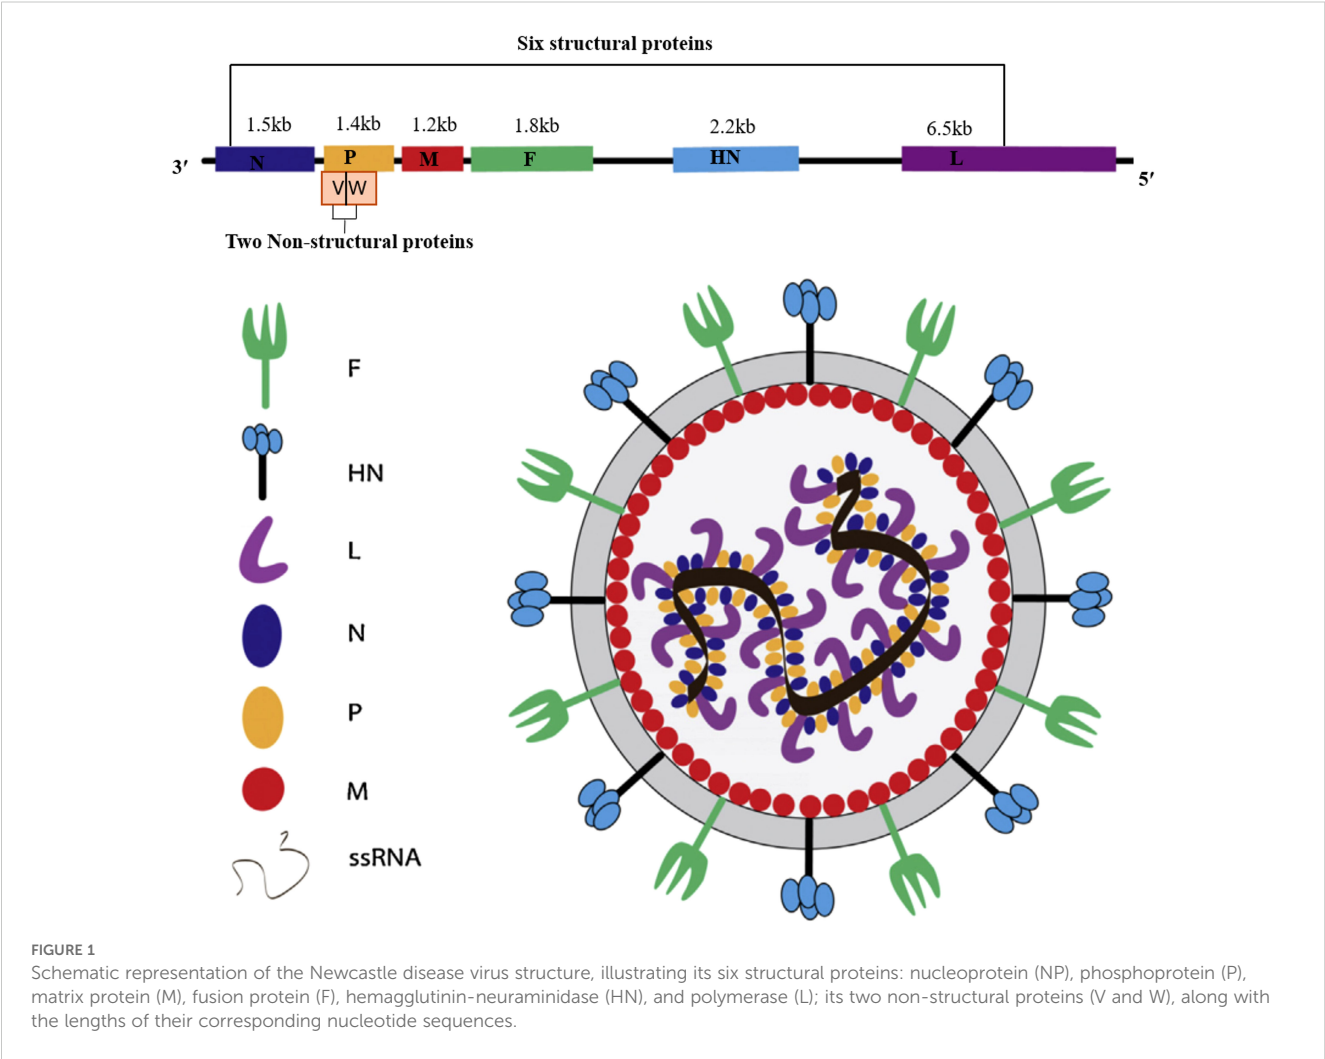 Six structural proteins
1.5kb 1.4kb 1.2kb 1.8kb 2.2kb 6.5kb
3′ N P M F HN L 5′
V W
Two Non-structural proteins
F
HN
L
N
P
M
ssRNA
FIGURE 1
Schematic representation of the Newcastle disease virus structure, illustrating its six structural proteins: nucleoprotein (NP), phosphoprotein (P),
matrix protein (M), fusion protein (F), hemagglutinin-neuraminidase (HN), and polymerase (L); its two non-structural proteins (V and W), along with
the lengths of their corresponding nucleotide sequences.